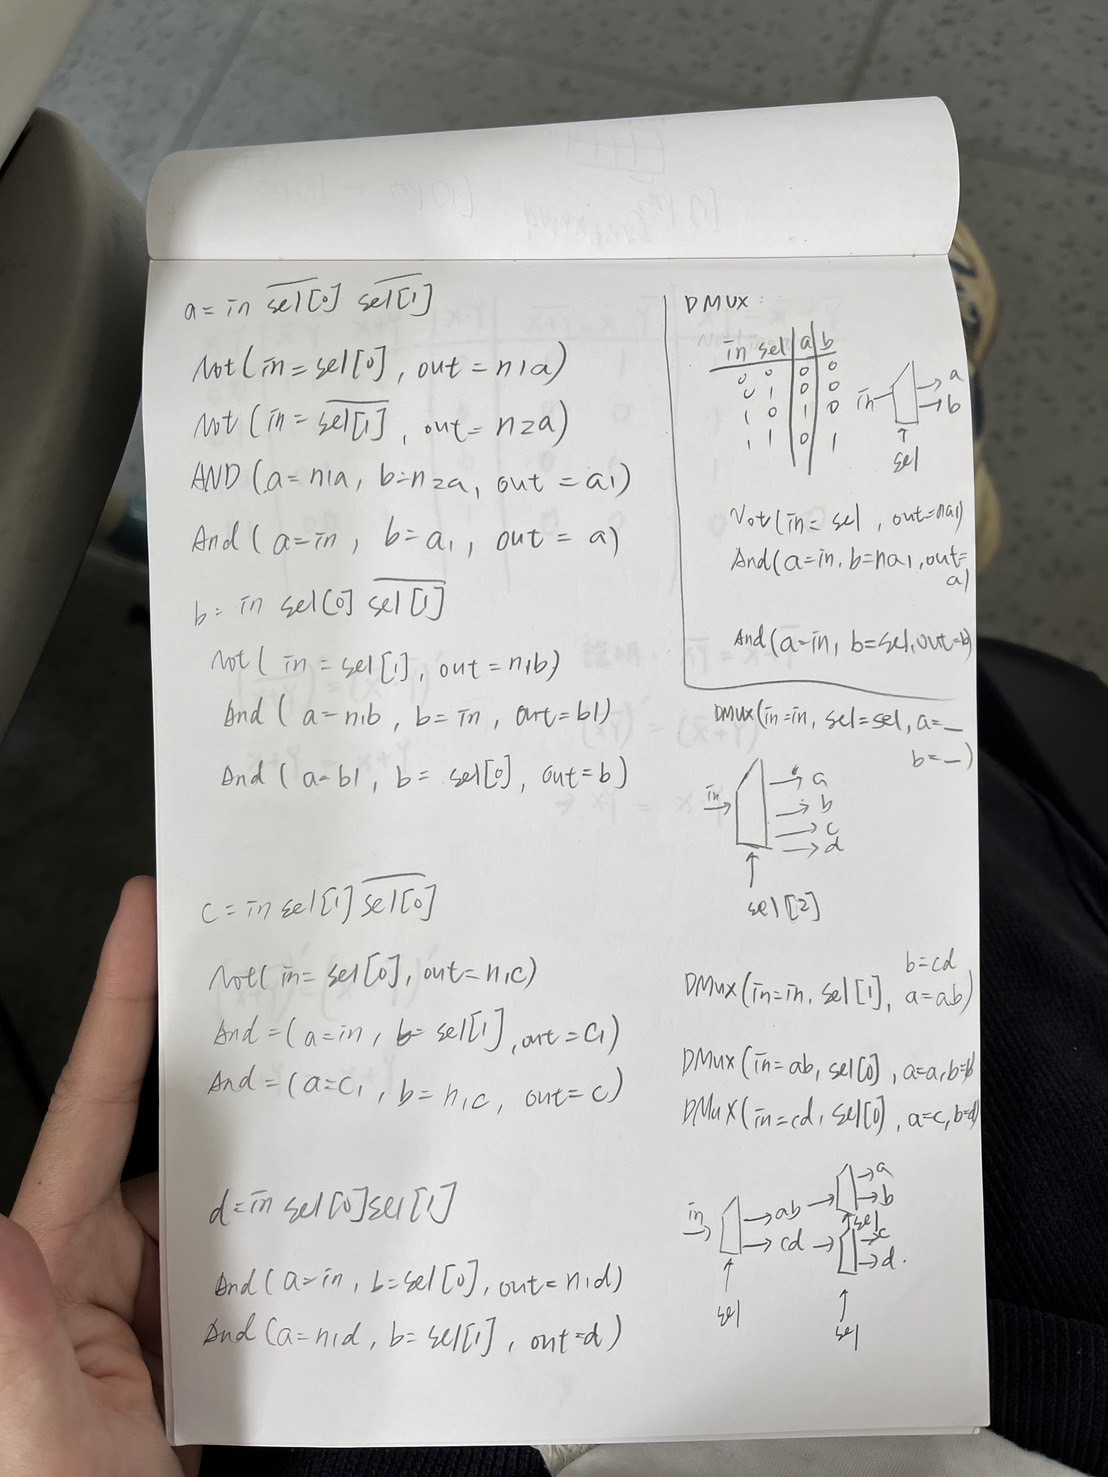 a = in sel[0]̅ sel[1]̅
Not(in = sel[0], out = n1a)
Not(in = sel[1]̅, out = n2a)
AND (a = n1a, b = n2a, out = a1)
And (a = in, b = a1, out = a)
b = in sel[0] sel[1]̅
Not( in = sel[1], out = n1b)
And ( a = n1b, b = in, out = b1)
And ( a = b1, b = sel[0], out = b)
c = in sel[1] sel[0]̅
Not( in = sel[0], out = n1c)
And = (a = in, b = sel[1], out = c1)
And = (a = c1, b = n1c, out = c)
d = in sel[0] sel[1]
And ( a = in, b = sel[0], out = n1d)
And (a = n1d, b = sel[1], out = d)
DMUX:
in sel a b
0 0 0 0
0 1 0 0
1 0 1 0
1 1 0 1
in a
b
sel
Not(in = sel, out = na1)
And(a = in, b = na1, out =
a)
And(a = in, b = sel, out = b)
DMUX(in = in, sel = sel, a = _
b = _)
in a
b
c
d
sel[2]
b = cd
DMux(in = in, sel[1], a = ab)
DMux(in = ab, sel[0], a = a, b = b)
DMux(in = cd, sel[0], a = c, b = d)
in ab a
b
sel
cd c
d.
sel sel